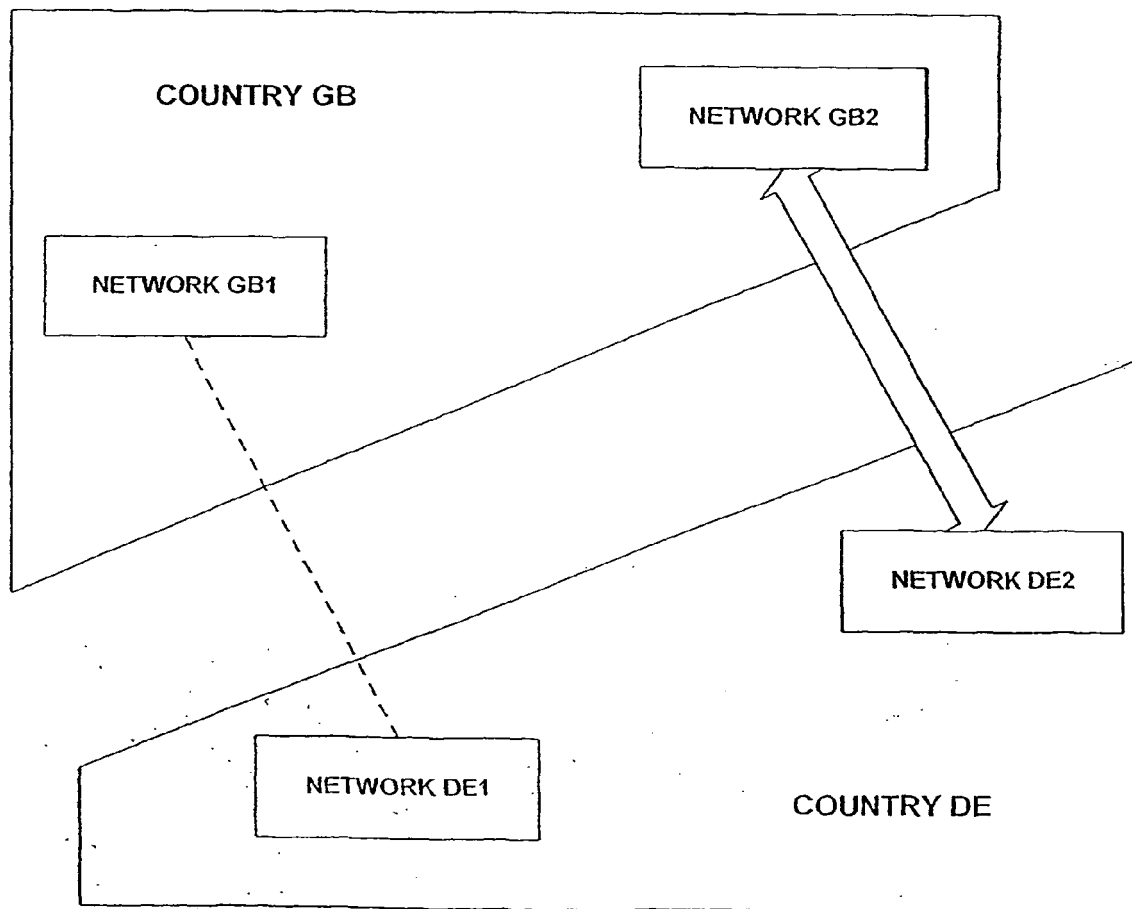 COUNTRY GB
NETWORK GB2
NETWORK GB1
NETWORK DE2
NETWORK DE1
COUNTRY DE